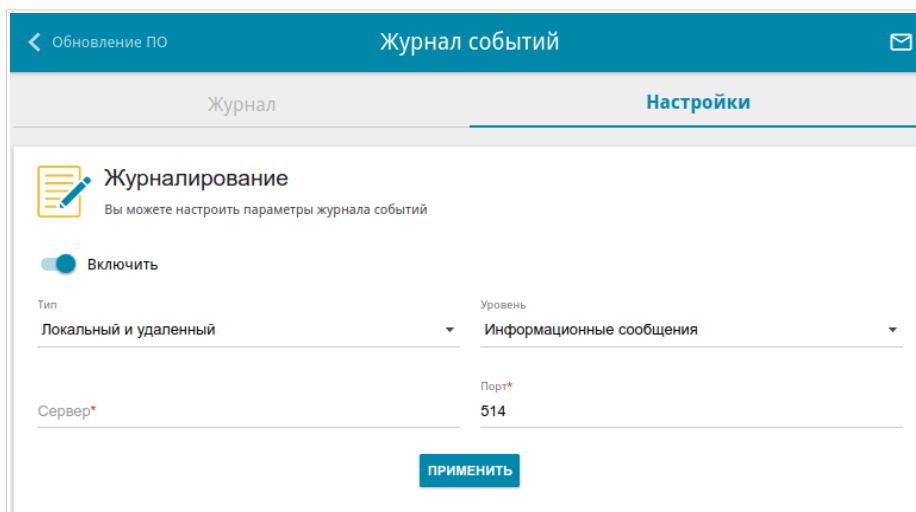 Обновление ПО
Журнал событий
Журнал
Настройки
Журналирование
Вы можете настроить параметры журнала событий
Включить
Тип
Локальный и удаленный
Уровень
Информационные сообщения
Сервер*
Порт*
514
ПРИМЕНИТЬ